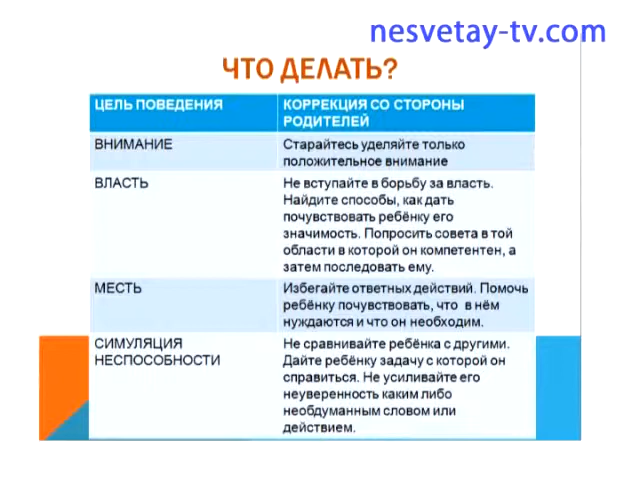 nesvetay-tv.com
ЧТО ДЕЛАТЬ?
ЦЕЛЬ ПОВЕДЕНИЯ
КОРРЕКЦИЯ СО СТОРОНЫ
РОДИТЕЛЕЙ
ВНИМАНИЕ
Старайтесь уделяйте только
положительное внимание
ВЛАСТЬ
Не вступайте в борьбу за власть.
Найдите способы, как дать
почувствовать ребёнку его
значимость. Попросить совета в той
области в которой он компетентен, а
затем последовать ему.
МЕСТЬ
Избегайте ответных действий. Помочь
ребёнку почувствовать, что в нём
нуждаются и что он необходим.
СИМУЛЯЦИЯ
НЕСПОСОБНОСТИ
Не сравнивайте ребёнка с другими.
Дайте ребёнку задачу с которой он
справиться. Не усиливайте его
неуверенность каким либо
необдуманным словом или
действием.